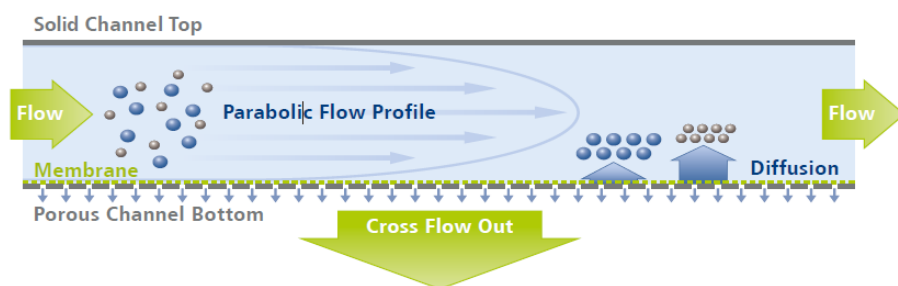 Solid Channel Top
Flow
Parabolic Flow Profile
Flow
Membrane
Diffusion
Porous Channel Bottom
Cross Flow Out